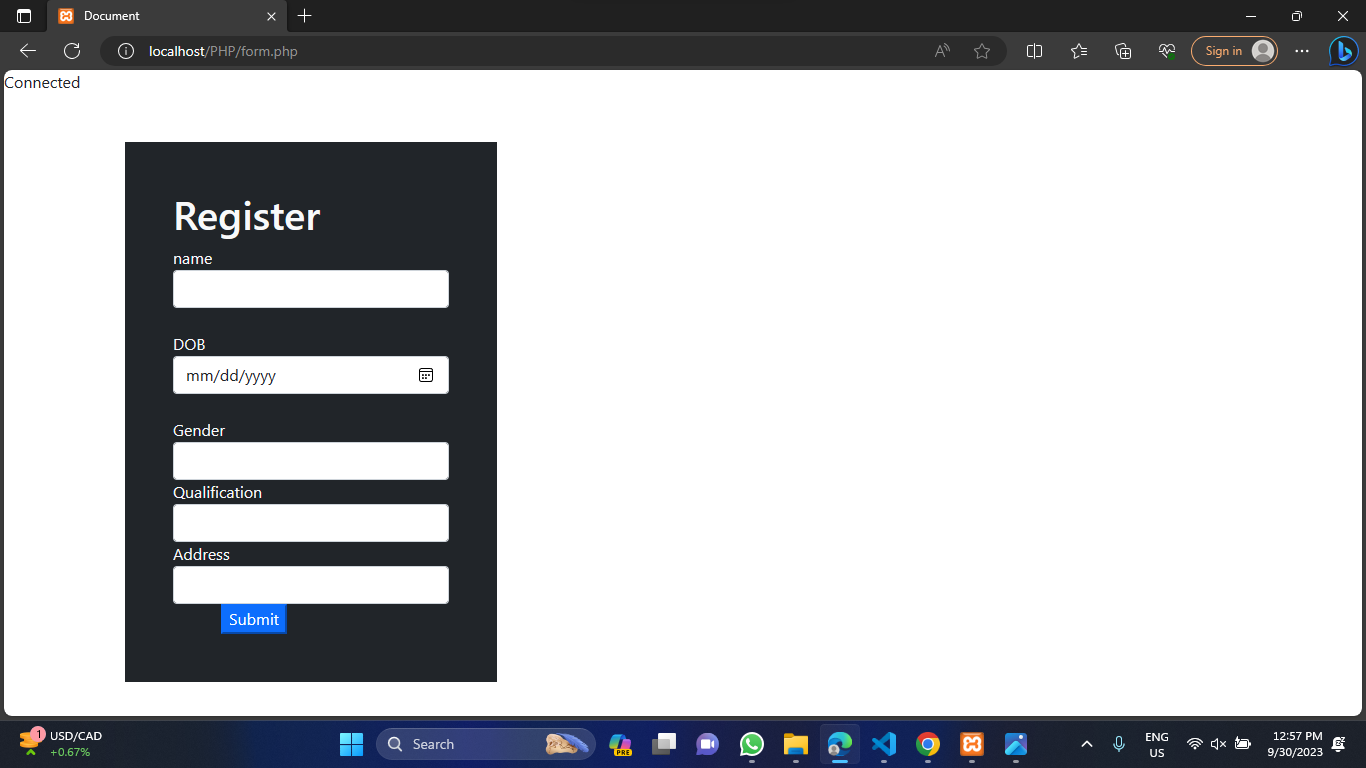 Document
localhost/PHP/form.php
Sign in
Connected
Register
name
DOB
mm/dd/yyyy
Gender
Qualification
Address
Submit
1
USD/CAD
+0.67%
Search
PRE
ENG
US
12:57 PM
9/30/2023